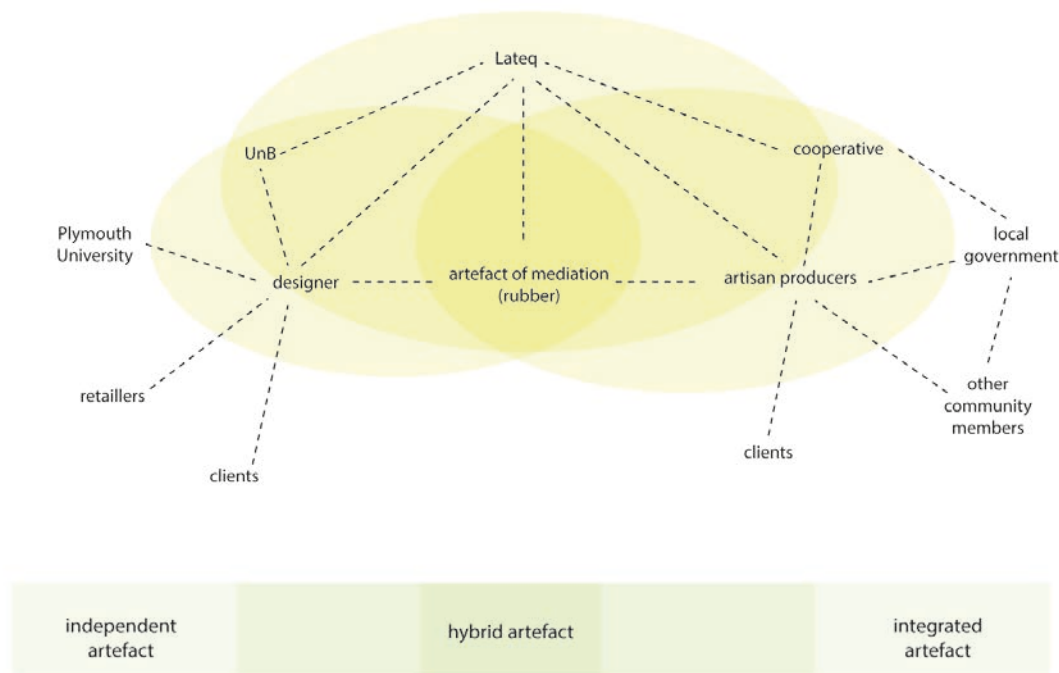 Lateq
UnB
cooperative
Plymouth
University
local
government
designer
artefact of mediation
(rubber)
artisan producers
retaillers
other
community
members
clients
clients
independent
artefact
hybrid artefact
integrated
artefact